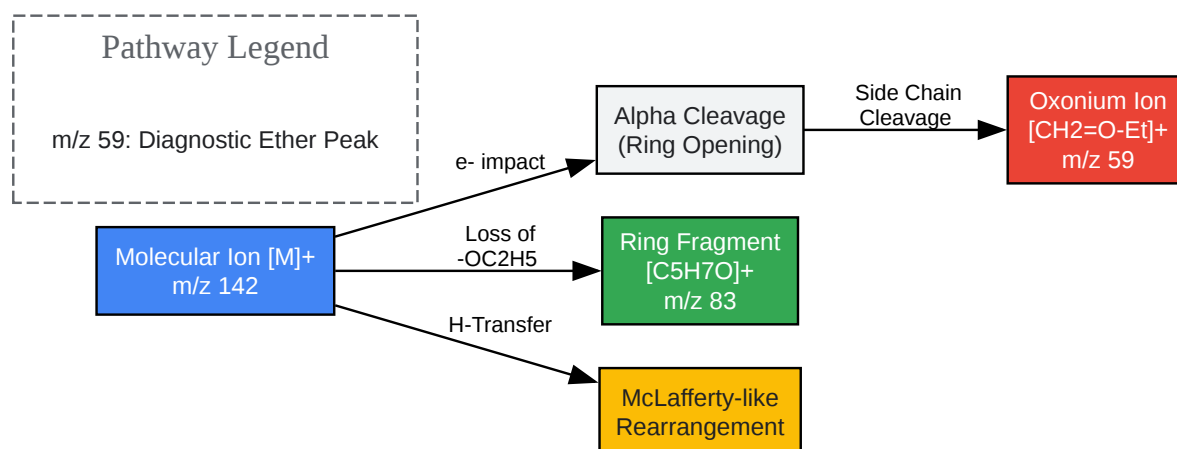 Pathway Legend
m/z 59: Diagnostic Ether Peak
Molecular Ion [M]+
m/z 142
e- impact
Alpha Cleavage
(Ring Opening)
Side Chain
Cleavage
Oxonium Ion
[CH2=O-Et]+
m/z 59
Loss of
-OC2H5
Ring Fragment
[C5H7O]+
m/z 83
H-Transfer
McLafferty-like
Rearrangement